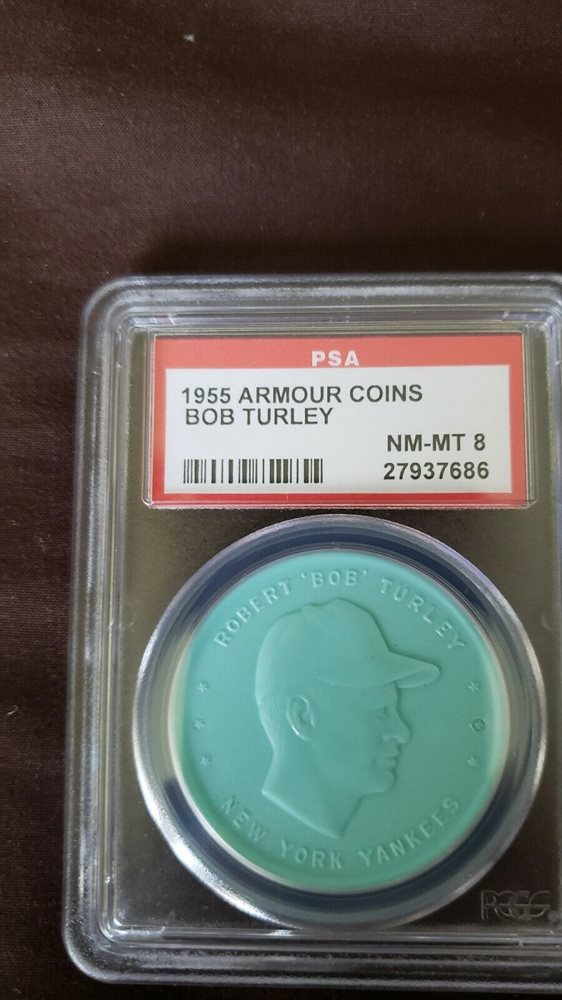 PSA
1955 ARMOUR COINS
BOB TURLEY
NM-MT 8
27937686
ROBERT 'BOB' TURLEY
NEW YORK YANKEES
PCGS